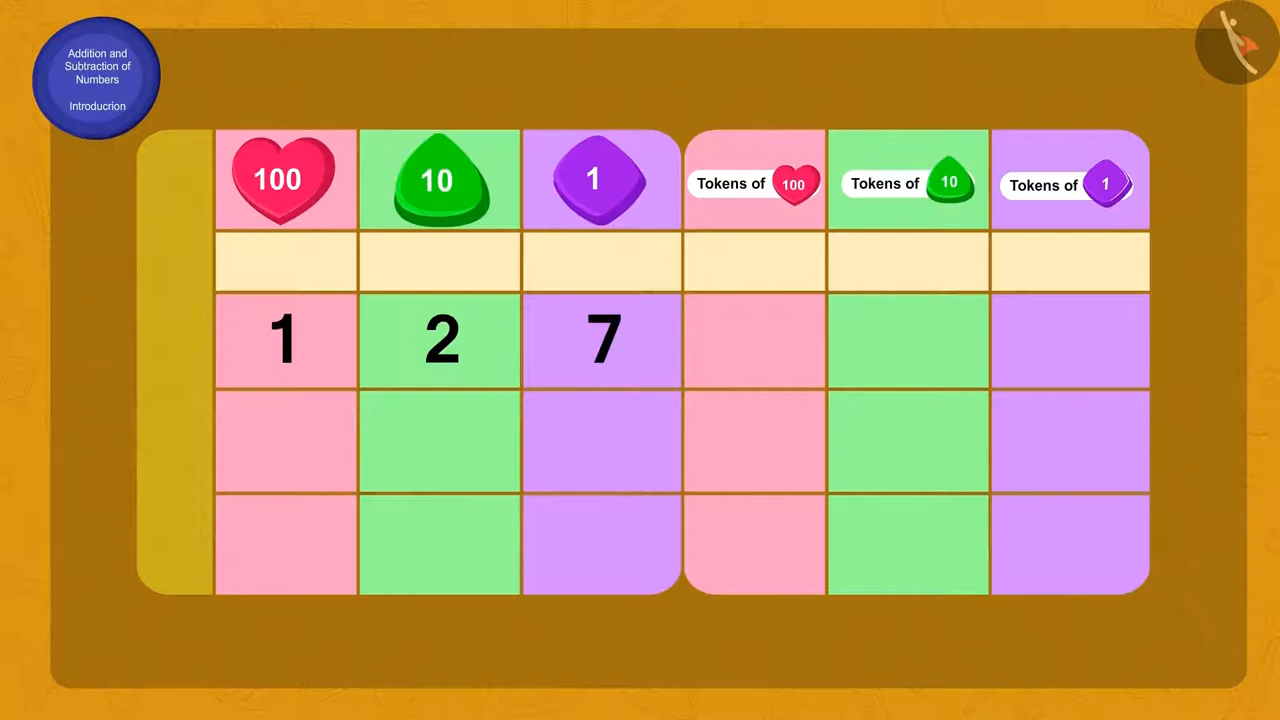 Addition and
Subtraction of
Numbers
Introducrion
100 10 1 Tokens of 100 Tokens of 10 Tokens of 1
1 2 7